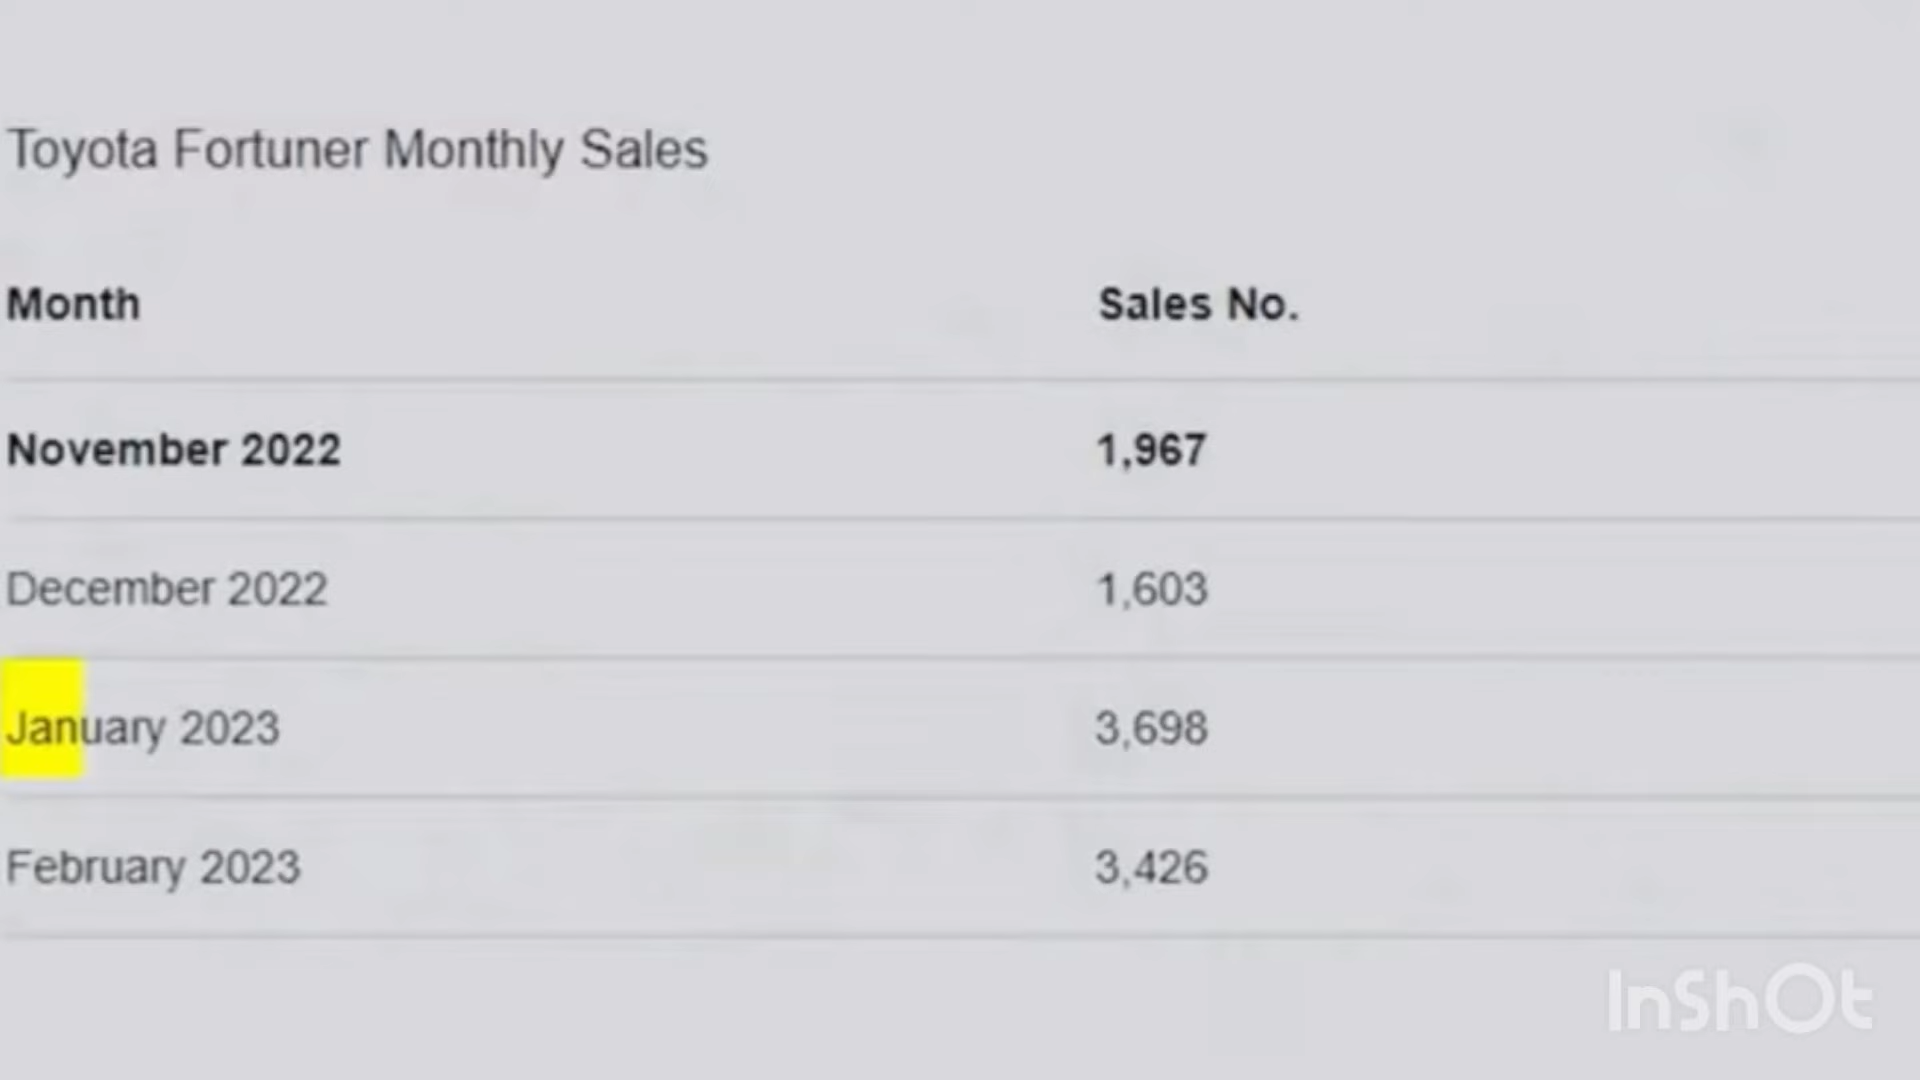 Toyota Fortuner Monthly Sales
Month Sales No.
November 2022 1,967
December 2022 1,603
January 2023 3,698
February 2023 3,426
InShOt